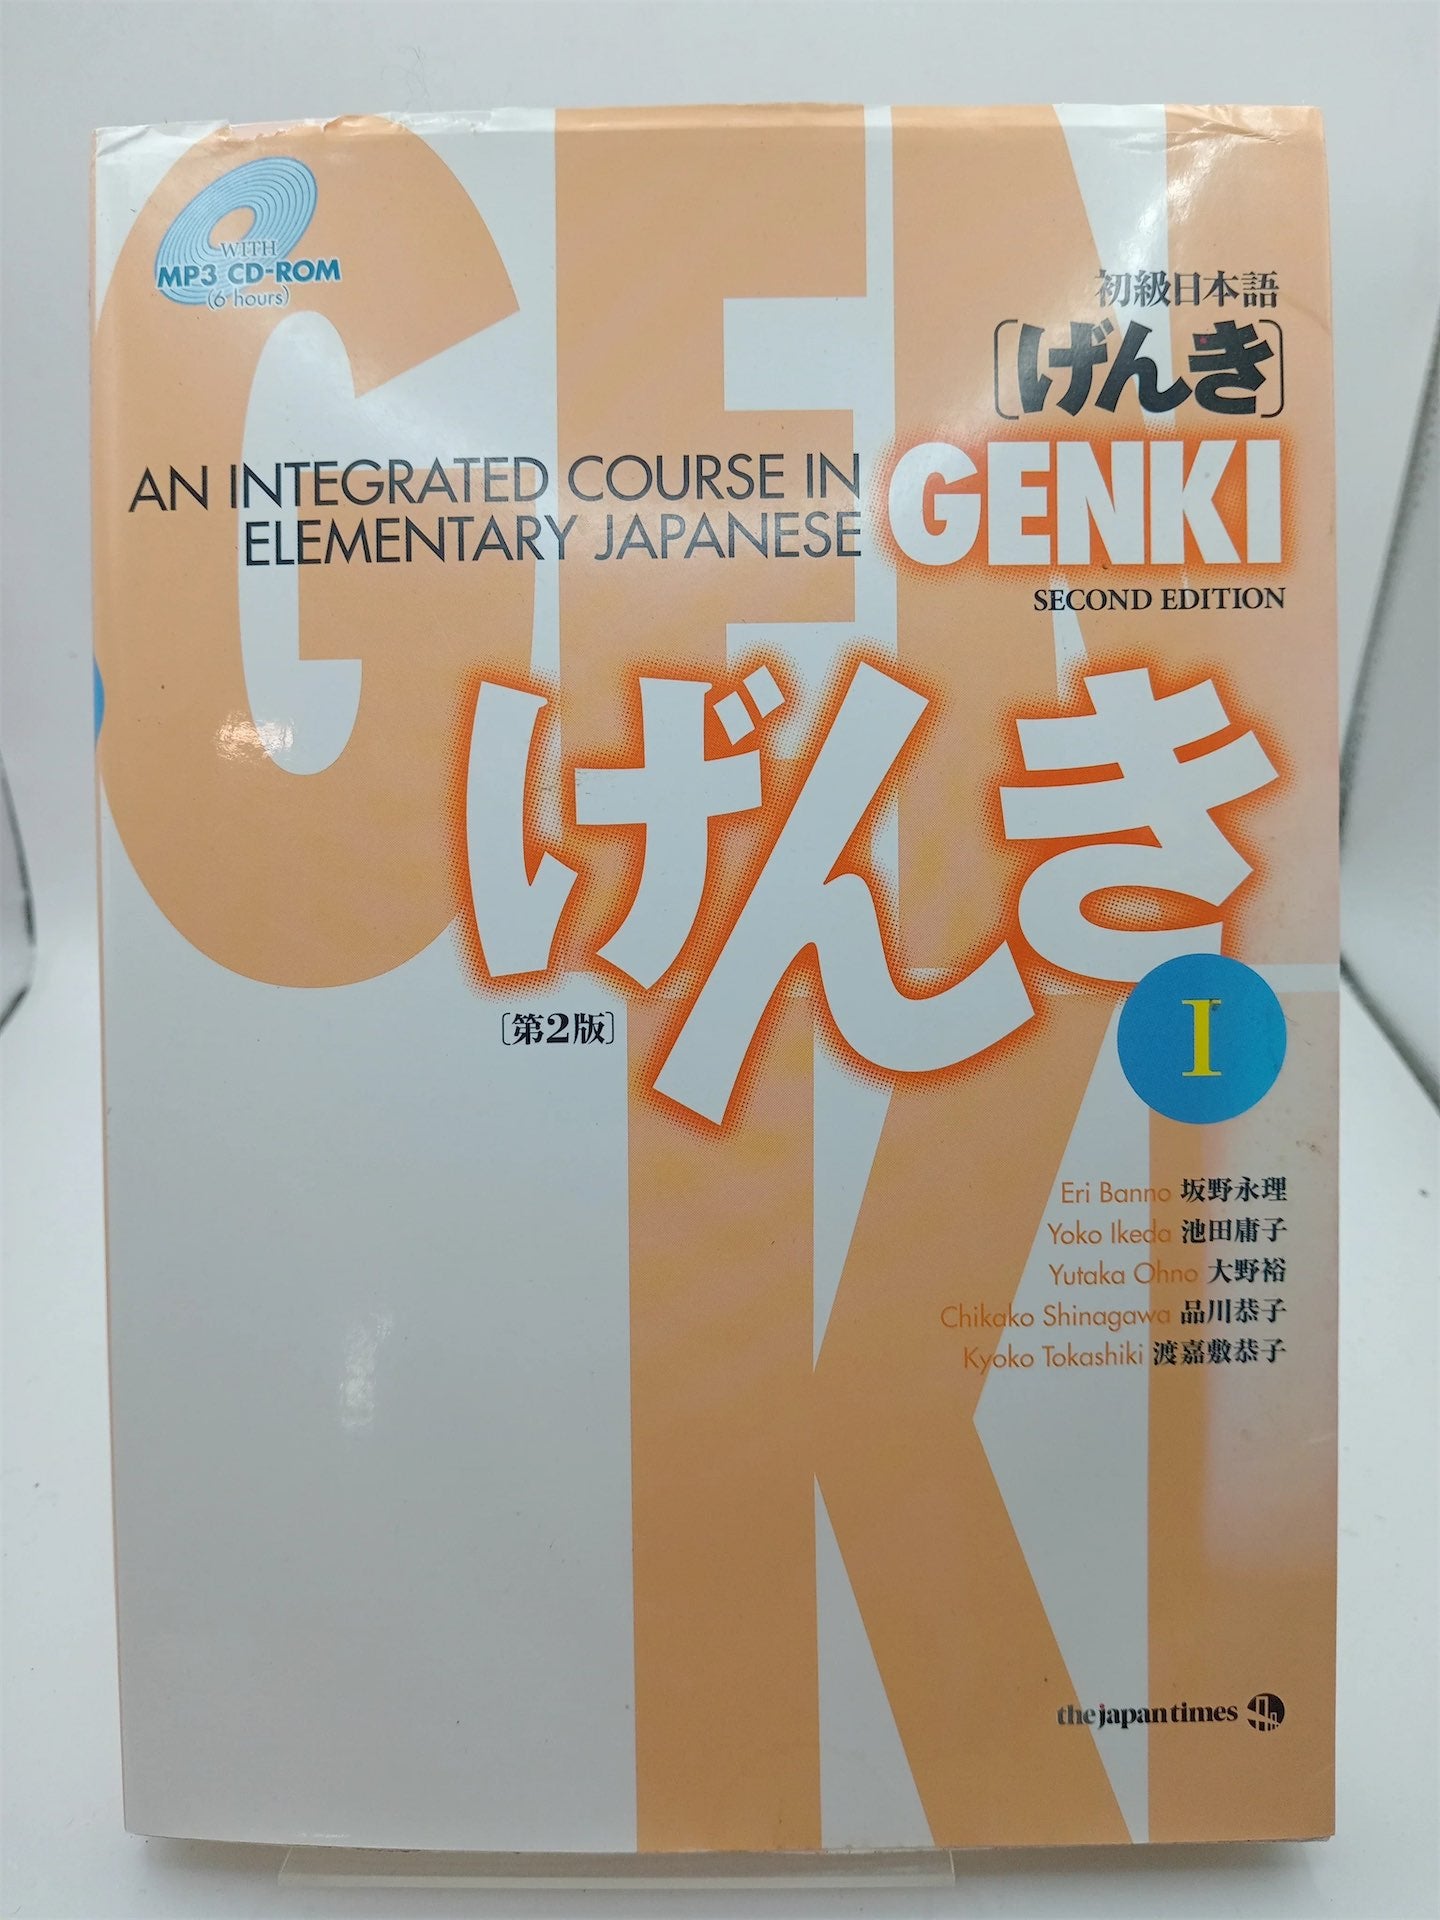 WITH
MP3 CD-ROM
(6 hours)
初級日本語
[げんき]
AN INTEGRATED COURSE IN
ELEMENTARY JAPANESE
GENKI
SECOND EDITION
げんき
[第2版]
I
Eri Banno 坂野永理
Yoko Ikeda 池田庸子
Yutaka Ohno 大野裕
Chikako Shinagawa 品川恭子
Kyoko Tokashiki 渡嘉敷恭子
the japan times
GENKI